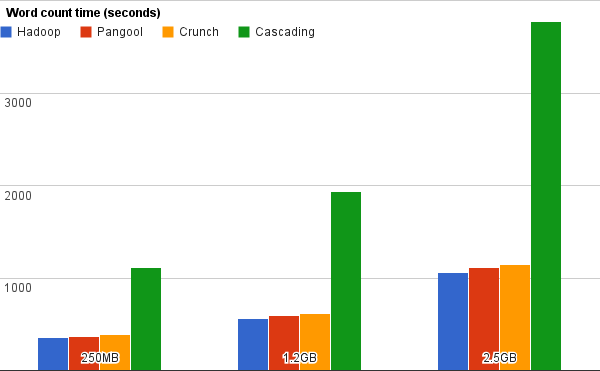 Word count time (seconds)
Hadoop Pangool Crunch Cascading
3000
2000
1000
250MB 1.2GB 2.5GB